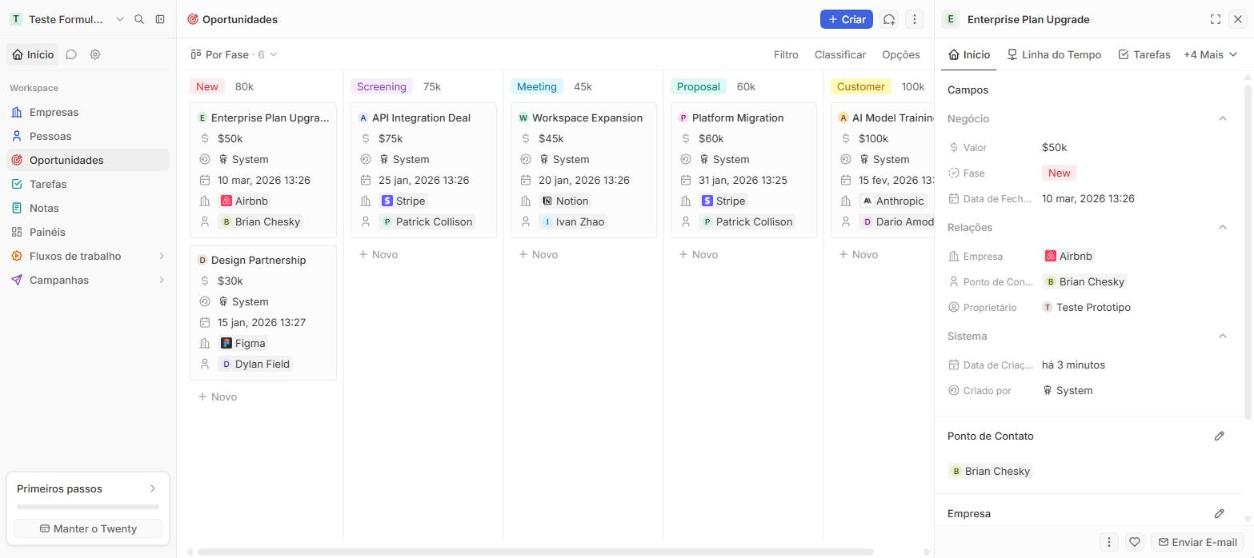 T Teste Formul...
Início
Workspace
Empresas
Pessoas
Oportunidades
Tarefas
Notas
Painéis
Fluxos de trabalho
Campanhas
Primeiros passos
Manter o Twenty
Oportunidades
+ Criar
Por Fase · 6
Filtro Classificar Opções
New 80k
E Enterprise Plan Upgra...
$50k
System
10 mar, 2026 13:26
Airbnb
B Brian Chesky
D Design Partnership
$30k
System
15 jan, 2026 13:27
Figma
D Dylan Field
+ Novo
Screening 75k
A API Integration Deal
$75k
System
25 jan, 2026 13:26
Stripe
P Patrick Collison
+ Novo
Meeting 45k
W Workspace Expansion
$45k
System
20 jan, 2026 13:26
Notion
I Ivan Zhao
+ Novo
Proposal 60k
P Platform Migration
$60k
System
31 jan, 2026 13:25
Stripe
P Patrick Collison
+ Novo
Customer 100k
A AI Model Training
$100k
System
15 fev, 2026 13:
Anthropic
D Dario Amod
+ Novo
E Enterprise Plan Upgrade
Início Linha do Tempo Tarefas +4 Mais
Campos
Negócio
Valor $50k
Fase New
Data de Fech... 10 mar, 2026 13:26
Relações
Empresa Airbnb
Ponto de Con... B Brian Chesky
Proprietário T Teste Prototipo
Sistema
Data de Criaç... há 3 minutos
Criado por System
Ponto de Contato
B Brian Chesky
Empresa
Enviar E-mail